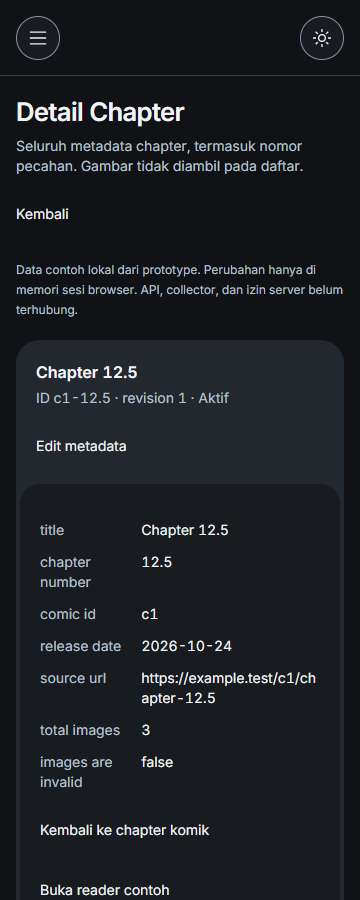 Detail Chapter
Seluruh metadata chapter, termasuk nomor
pecahan. Gambar tidak diambil pada daftar.
Kembali
Data contoh lokal dari prototype. Perubahan hanya di
memori sesi browser. API, collector, dan izin server belum
terhubung.
Chapter 12.5
ID c1-12.5 · revision 1 · Aktif
Edit metadata
title Chapter 12.5
chapter 12.5
number
comic id c1
release date 2026-10-24
source url https://example.test/c1/ch
apter-12.5
total images 3
images are false
invalid
Kembali ke chapter komik
Buka reader contoh